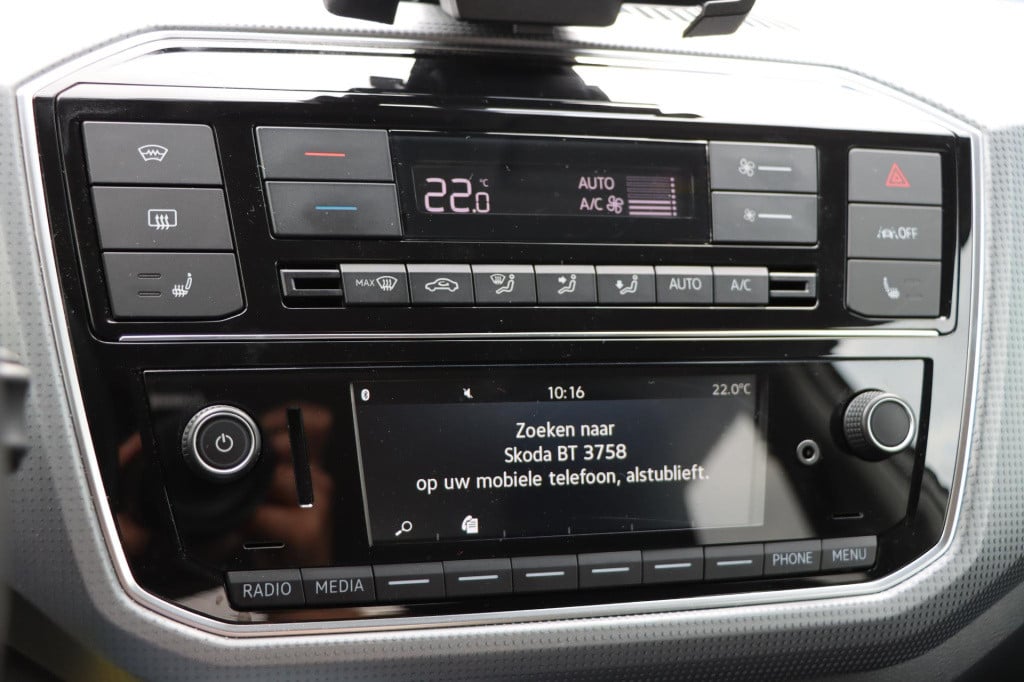 22.0 °C
AUTO
A/C
OFF
MAX
AUTO
A/C
10:16
22.0°C
Zoeken naar
Skoda BT 3758
op uw mobiele telefoon, alstublieft.
RADIO
MEDIA
PHONE
MENU